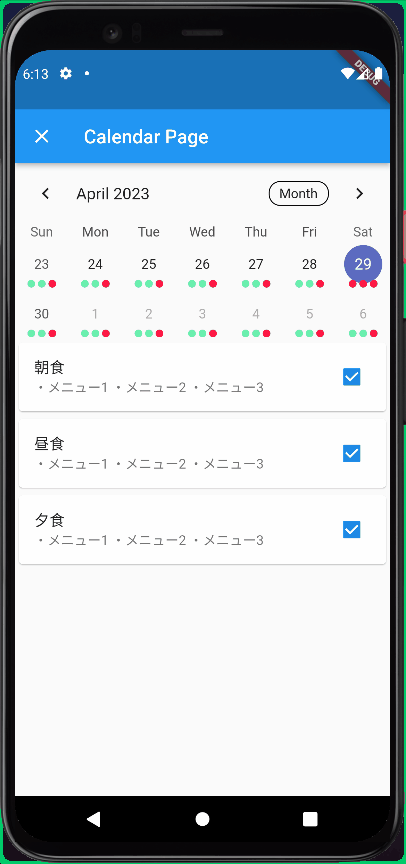 6:13
DEBUG
Calendar Page
April 2023 Month
Sun Mon Tue Wed Thu Fri Sat
23 24 25 26 27 28 29
30 1 2 3 4 5 6
朝食
・メニュー1 ・メニュー2 ・メニュー3
昼食
・メニュー1 ・メニュー2 ・メニュー3
夕食
・メニュー1 ・メニュー2 ・メニュー3